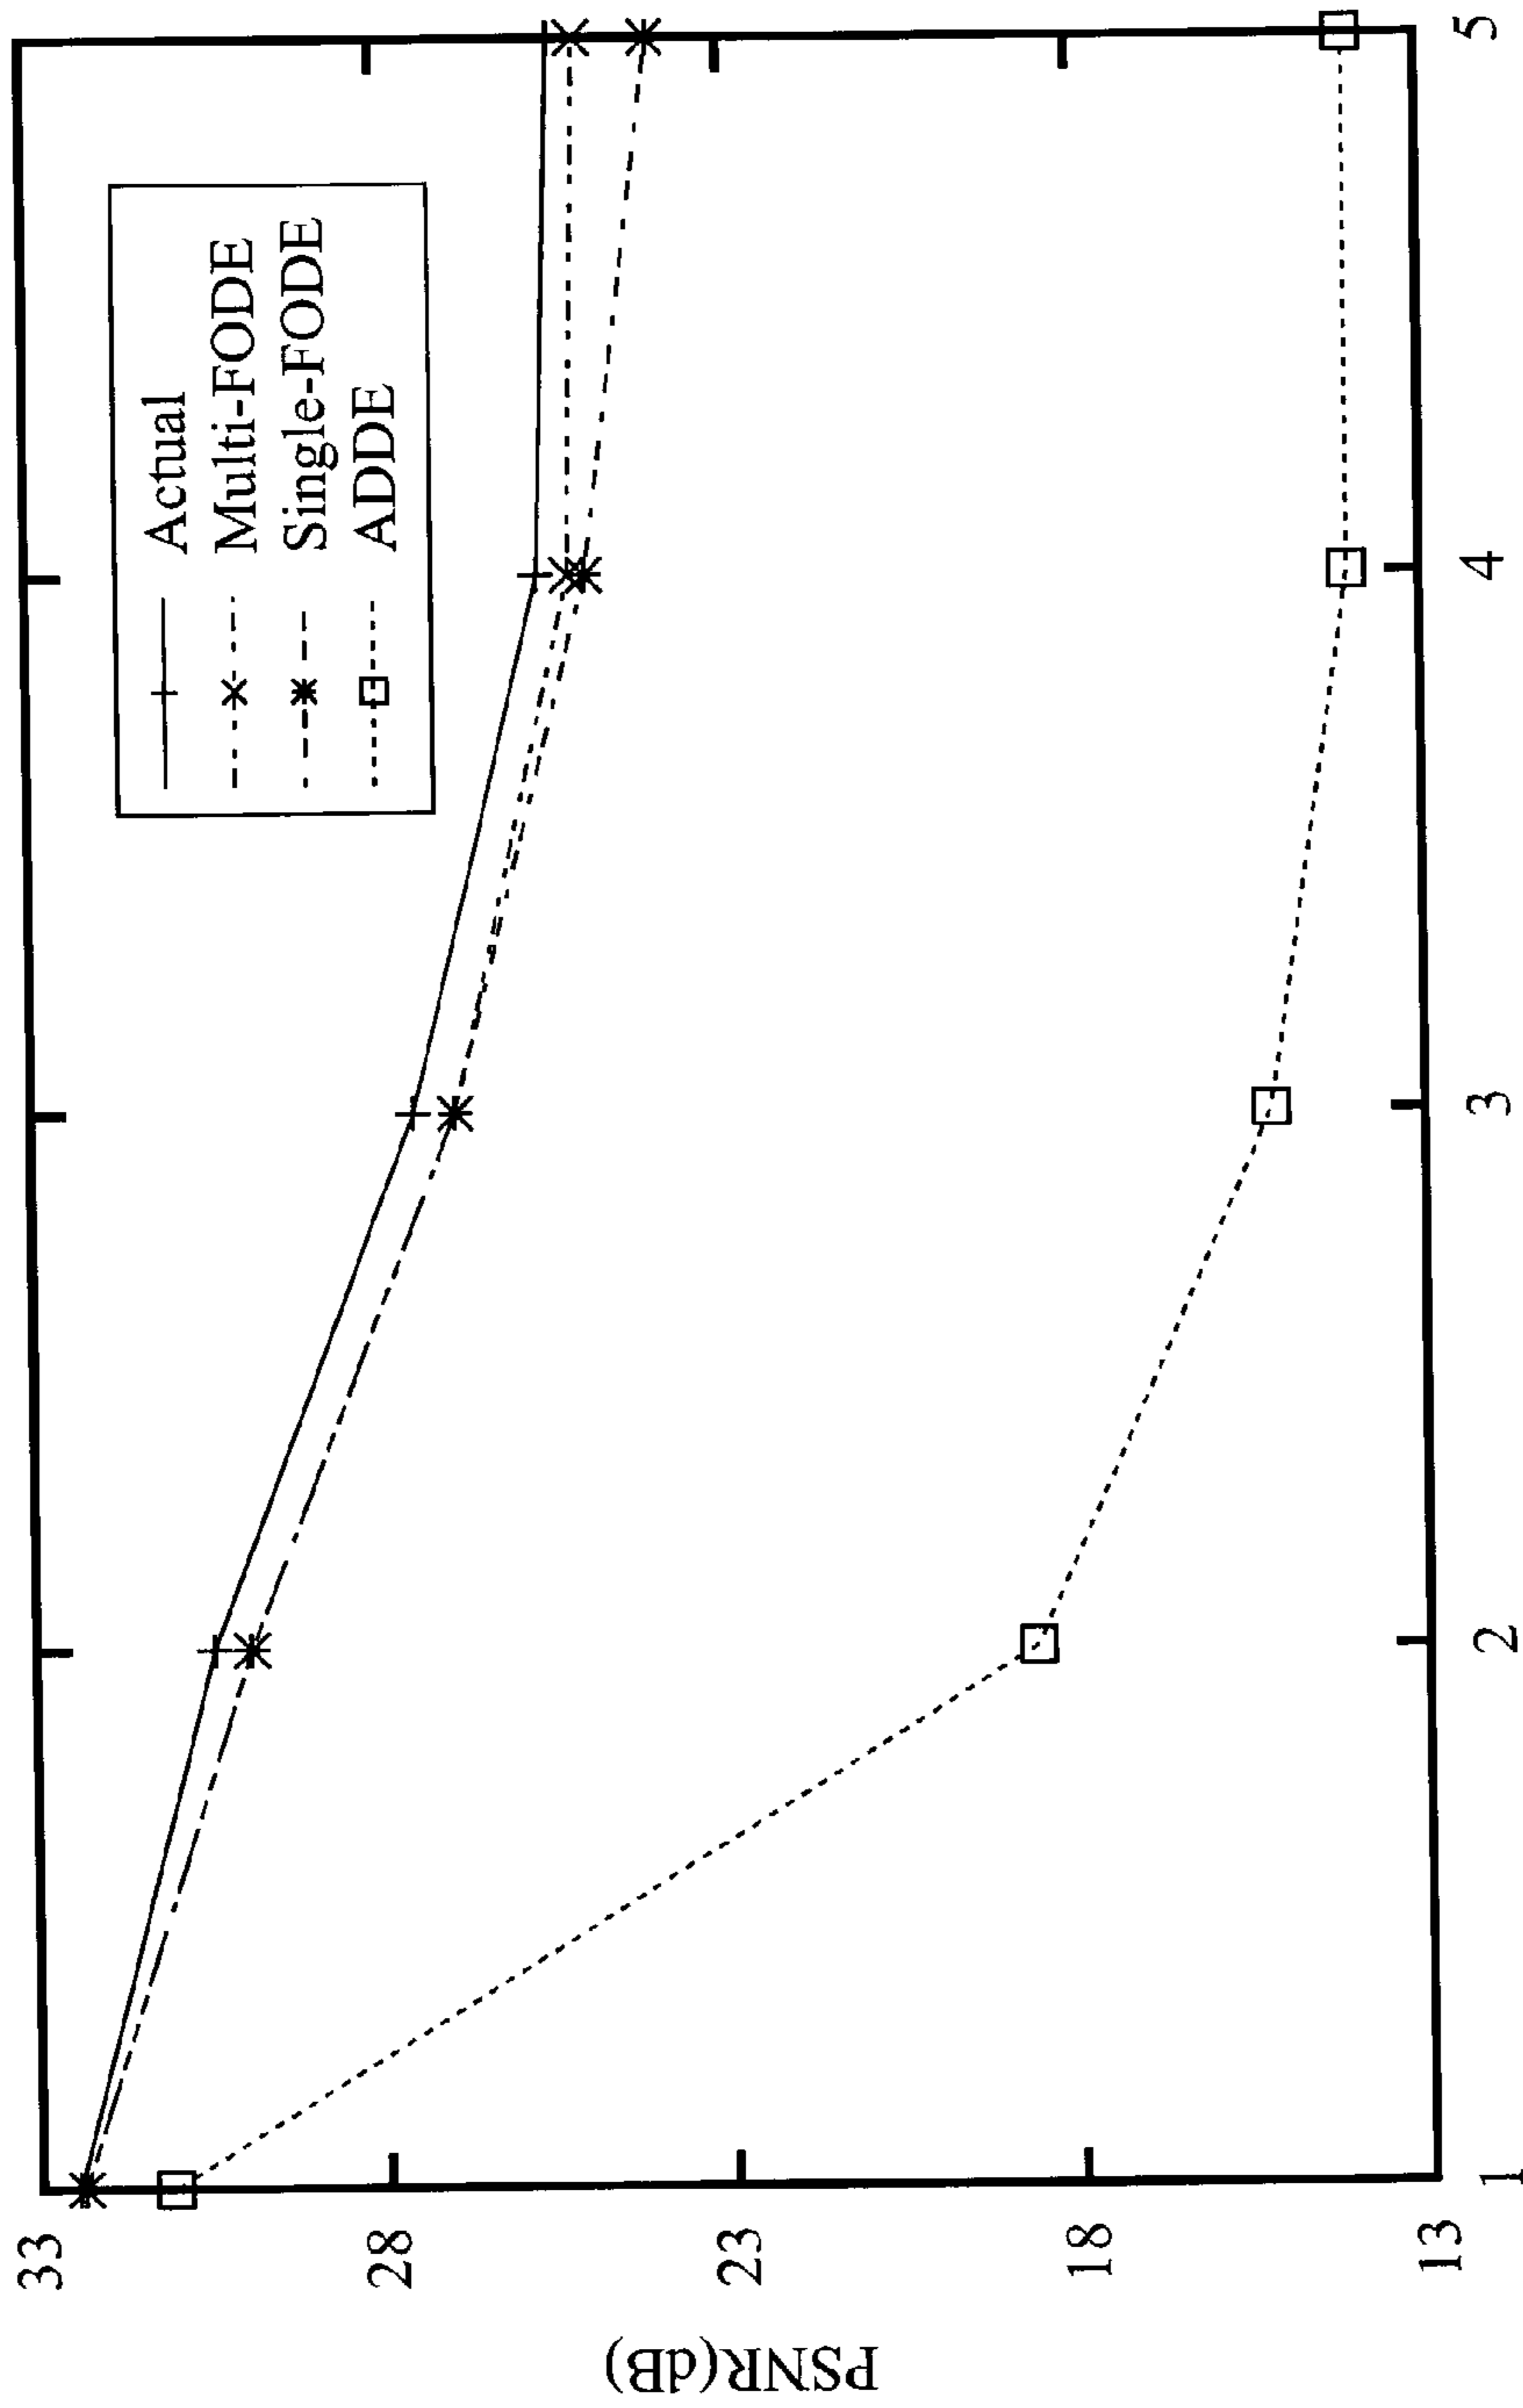 PSNR(dB)
33
28
23
18
13
1
2
3
4
5
Actual
Multi-FODE
Single-FODE
ADDE